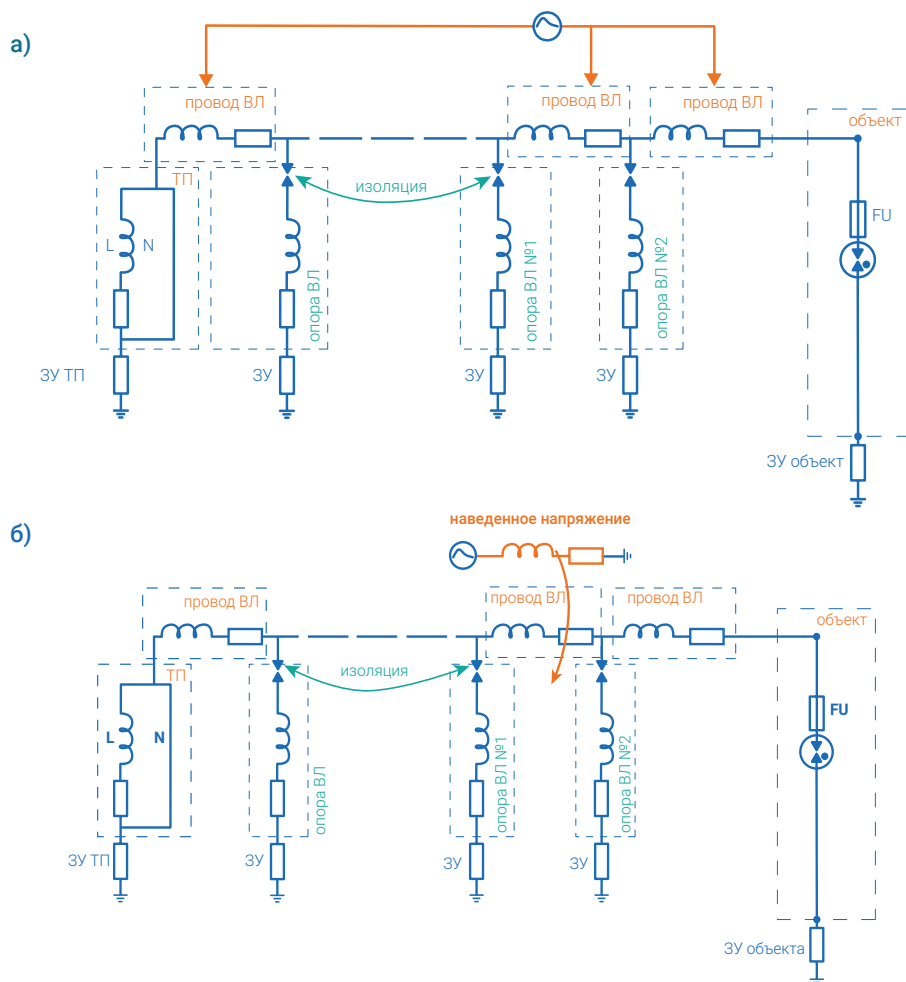 а)
провод ВЛ
провод ВЛ
провод ВЛ
объект
ТП
изоляция
L
N
FU
опора ВЛ
опора ВЛ №1
опора ВЛ №2
ЗУ ТП
ЗУ
ЗУ
ЗУ
ЗУ объект
б)
наведенное напряжение
провод ВЛ
провод ВЛ
провод ВЛ
объект
ТП
изоляция
L
N
FU
опора ВЛ
опора ВЛ №1
опора ВЛ №2
ЗУ ТП
ЗУ
ЗУ
ЗУ
ЗУ объекта